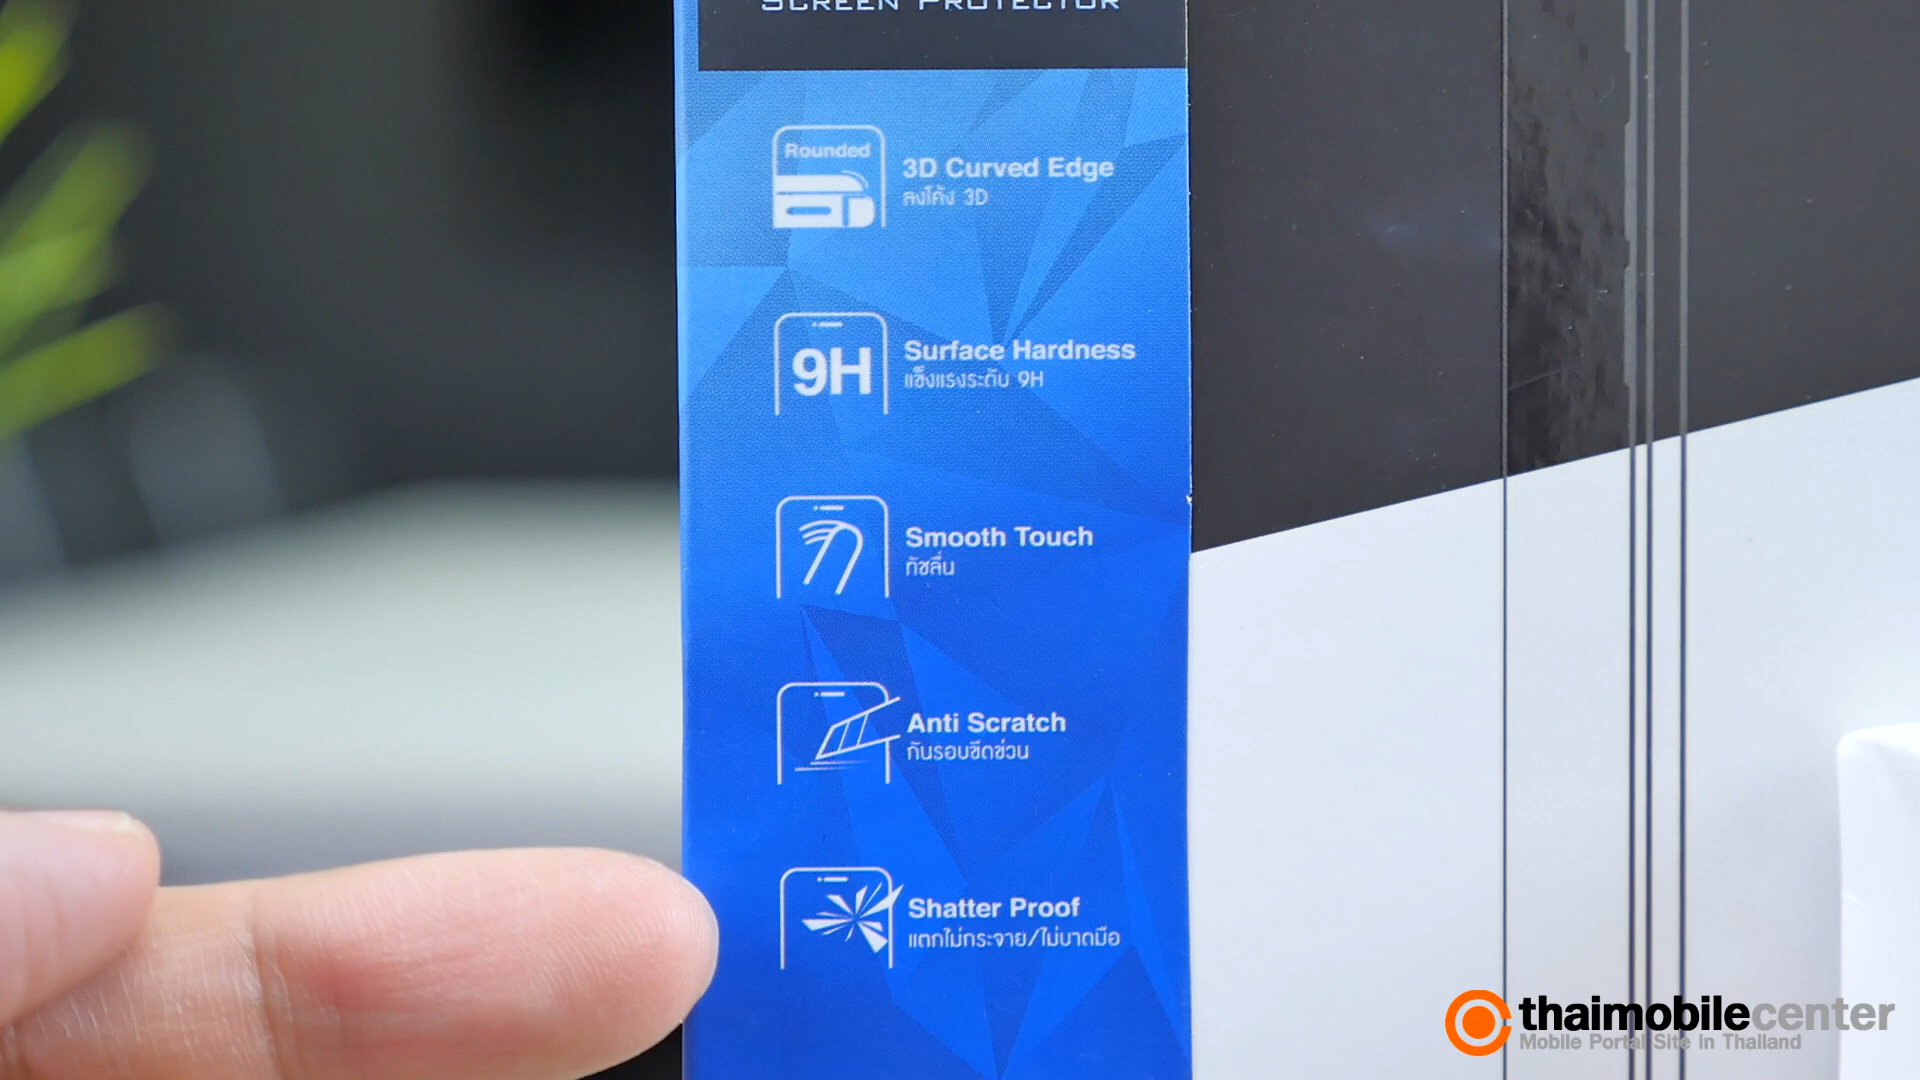 SCREEN PROTECTOR
Rounded
3D Curved Edge
ลงโค้ง 3D
9H
Surface Hardness
แข็งแรงระดับ 9H
Smooth Touch
ทัชลื่น
Anti Scratch
กันรอบขีดข่วน
Shatter Proof
แตกไม่กระจาย/ไม่บาดมือ
thaimobilecenter
Mobile Portal Site in Thailand